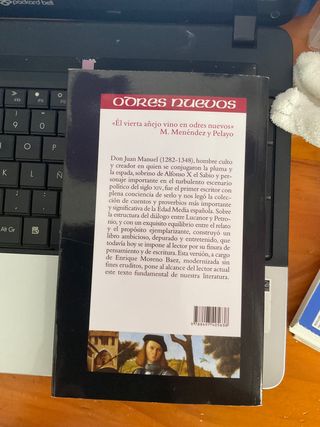 packard bell
ODRES NUEVOS
«Él vierta añejo vino en odres nuevos»
M. Menéndez y Pelayo
Don Juan Manuel (1282-1348), hombre culto y
creador en quien se conjugaron la pluma y
la espada, sobrino de Alfonso X el Sabio y per-
sonaje importante en el turbulento escenario
político del siglo XIV, fue el primer escritor con
plena conciencia de serlo y nos legó la colec-
ción de cuentos y proverbios más importante
y significativa de la Edad Media española. Sobre
la estructura del diálogo entre Lucanor y Petro-
nio, y con un exquisito equilibrio entre el relato
y el propósito ejemplarizante, construyó un
libro ambicioso, depurado y entretenido, que
todavía hoy se impone al lector por su finura de
pensamiento y de escritura. Esta versión, a cargo
de Enrique Moreno Báez, modernizada sin
fines eruditos, pone al alcance del lector actual
este texto fundamental de nuestra literatura.